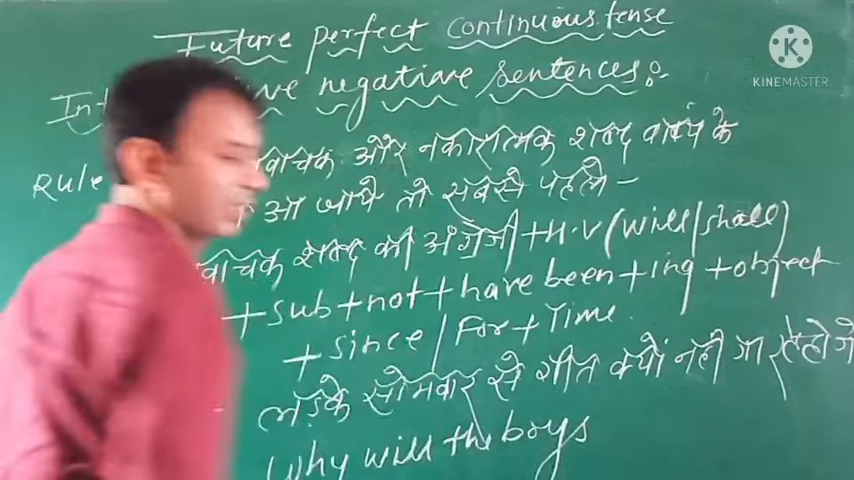 Future perfect continuous tense
Int ive negative sentences :-
Rule वाचक और नकारात्मक शब्द वाक्य के
आ जाये तो सबसे पहले -
वाचक शब्द की अंग्रेजी + H.V (will/shall)
+ sub + not + have been + ing + object
+ since / For + Time.
लड़के सोमवार से गीत क्यों नहीं गा रहे होंगे
Why will the boys
KINEMASTER